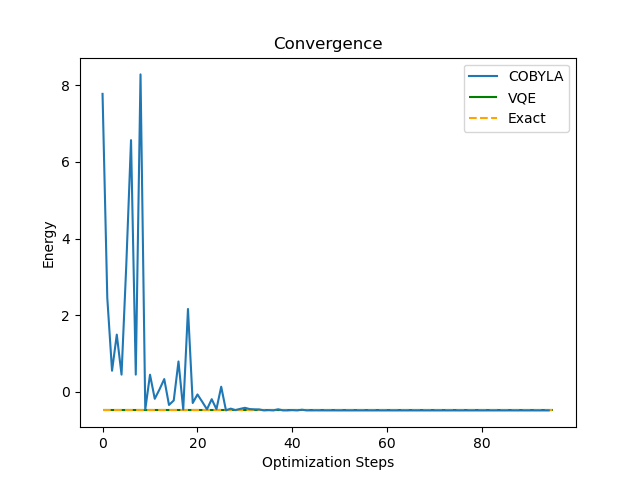 Convergence
COBYLA
VQE
Exact
Energy
8
6
4
2
0
0 20 40 60 80
Optimization Steps